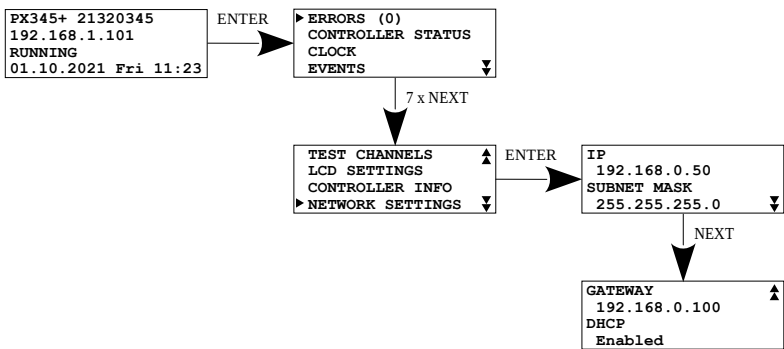 PX345+ 21320345
192.168.1.101
RUNNING
01.10.2021 Fri 11:23
ENTER
ERRORS (0)
CONTROLLER STATUS
CLOCK
EVENTS
7 x NEXT
TEST CHANNELS
LCD SETTINGS
CONTROLLER INFO
NETWORK SETTINGS
ENTER
IP
192.168.0.50
SUBNET MASK
255.255.255.0
NEXT
GATEWAY
192.168.0.100
DHCP
Enabled